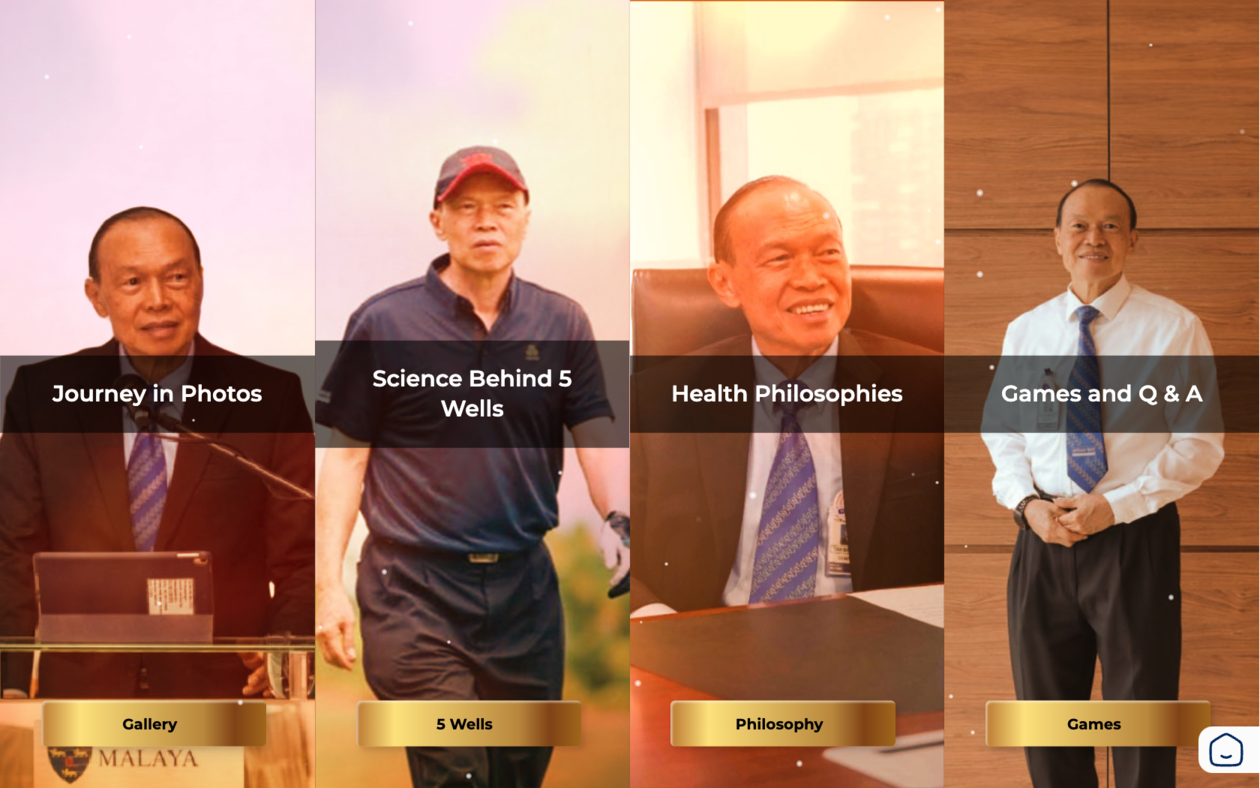 Journey in Photos
Science Behind 5
Wells
Health Philosophies
Games and Q & A
Gallery
5 Wells
Philosophy
Games
MALAYA